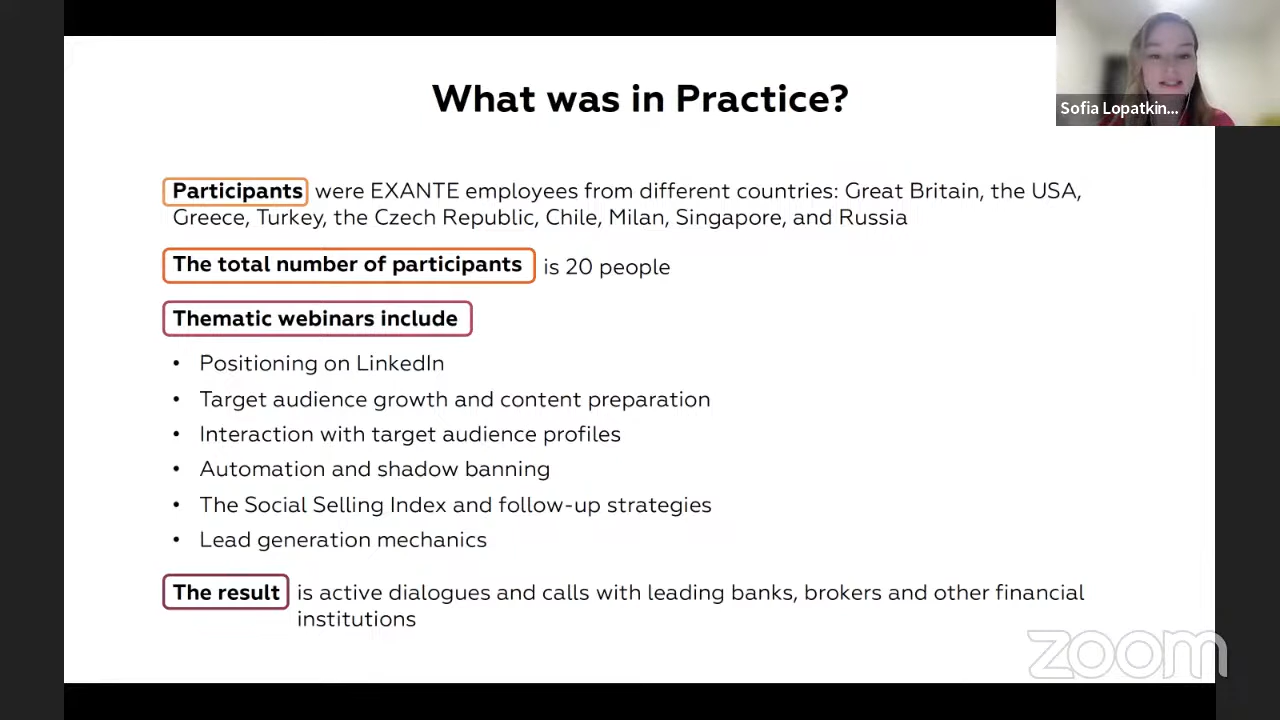 What was in Practice?
Sofia Lopatkin...
Participants were EXANTE employees from different countries: Great Britain, the USA,
Greece, Turkey, the Czech Republic, Chile, Milan, Singapore, and Russia
The total number of participants is 20 people
Thematic webinars include
• Positioning on LinkedIn
• Target audience growth and content preparation
• Interaction with target audience profiles
• Automation and shadow banning
• The Social Selling Index and follow-up strategies
• Lead generation mechanics
The result is active dialogues and calls with leading banks, brokers and other financial
institutions
zoom